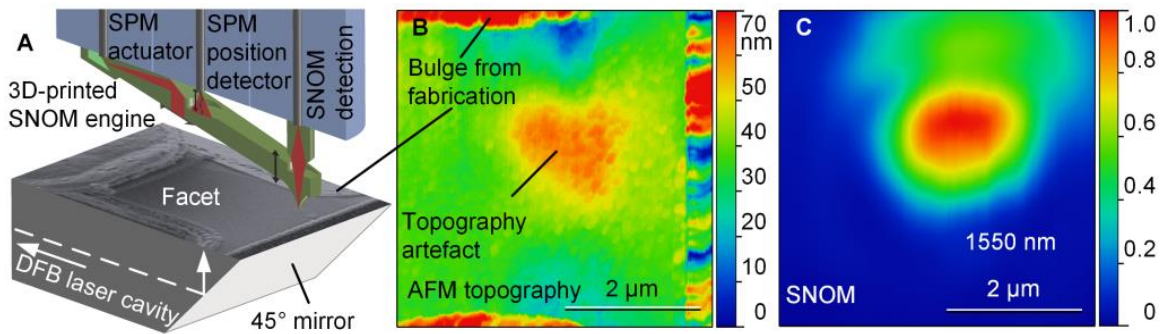 A
SPM
actuator
SPM
position
detector
SNOM
detection
3D-printed
SNOM engine
Facet
DFB laser cavity
45° mirror
B
Bulge from
fabrication
Topography
artefact
AFM topography
2 µm
70
nm
50
40
30
20
10
0
C
1550 nm
SNOM
2 µm
1.0
0.8
0.6
0.4
0.2
0